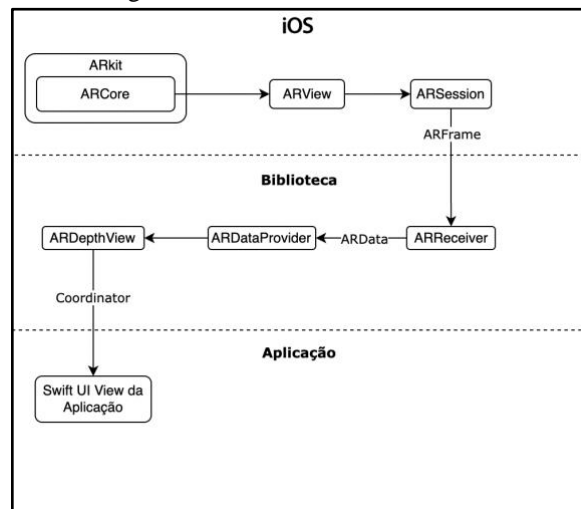 iOS
ARkit
ARCore
ARView
ARSession
ARFrame
Biblioteca
ARDepthView
ARDataProvider
ARData
ARReceiver
Coordinator
Aplicação
Swift UI View da
Aplicação